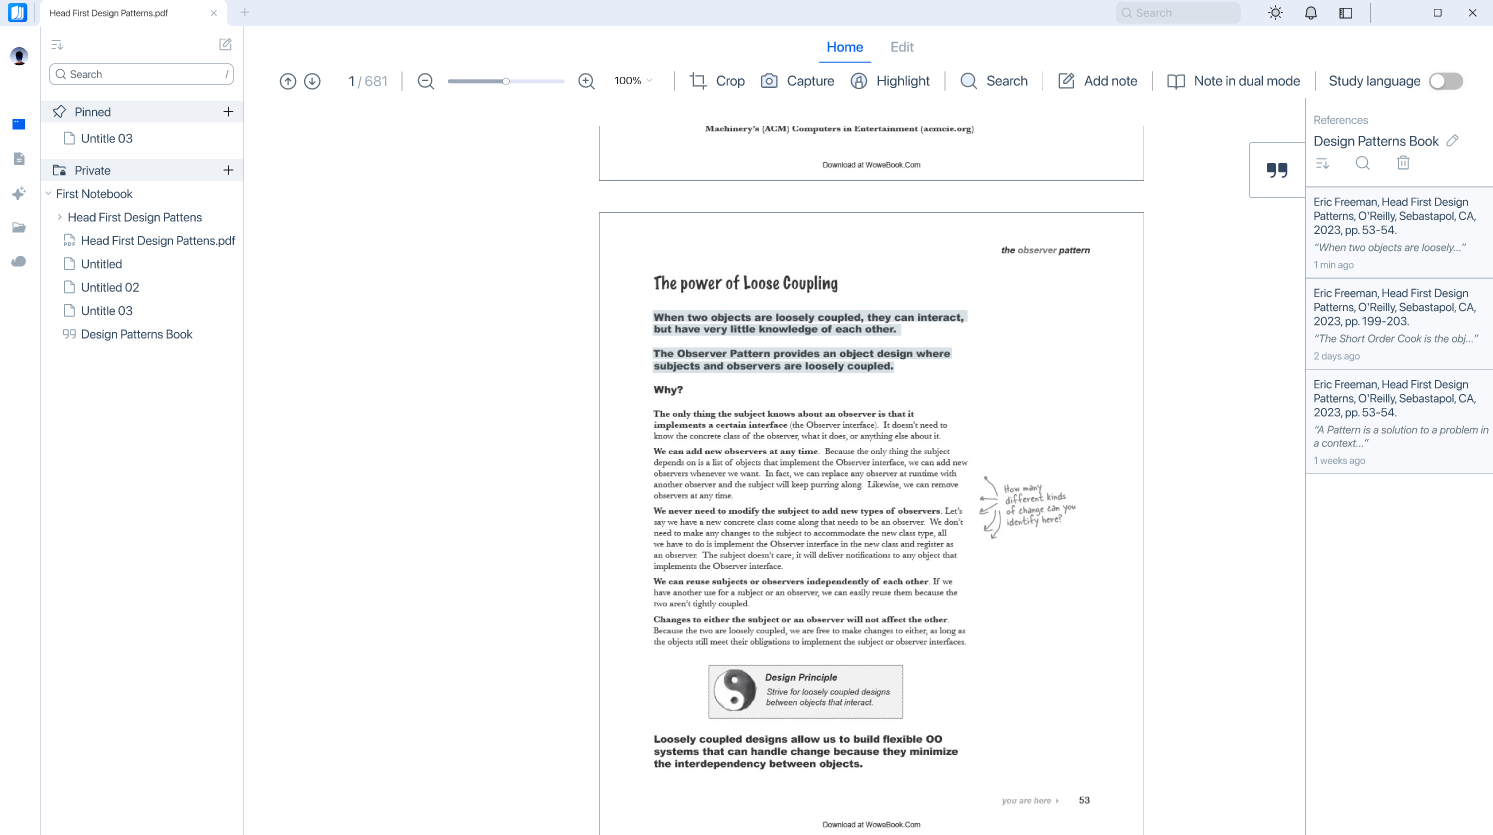 Head First Design Patterns.pdf
Search
Search /
Pinned
Untitle 03
Private
First Notebook
Head First Design Pattens
Head First Design Pattens.pdf
Untitled
Untitled 02
Untitle 03
Design Patterns Book
Home Edit
1 / 681 100% Crop Capture Highlight Search Add note Note in dual mode Study language
Machinery's (ACM) Computers in Entertainment (acmcie.org)
Download at WoweBook.Com
the observer pattern
The power of Loose Coupling
When two objects are loosely coupled, they can interact,
but have very little knowledge of each other.
The Observer Pattern provides an object design where
subjects and observers are loosely coupled.
Why?
The only thing the subject knows about an observer is that it
implements a certain interface (the Observer interface). It doesn't need to
know the concrete class of the observer, what it does, or anything else about it.
We can add new observers at any time. Because the only thing the subject
depends on is a list of objects that implement the Observer interface, we can add new
observers whenever we want. In fact, we can replace any observer at runtime with
another observer and the subject will keep purring along. Likewise, we can remove
observers at any time.
We never need to modify the subject to add new types of observers. Let's
say we have a new concrete class come along that needs to be an observer. We don't
need to make any changes to the subject to accommodate the new class type, all
we have to do is implement the Observer interface in the new class and register as
an observer. The subject doesn't care; it will deliver notifications to any object that
implements the Observer interface.
We can reuse subjects or observers independently of each other. If we
have another use for a subject or an observer, we can easily reuse them because the
two aren't tightly coupled.
Changes to either the subject or an observer will not affect the other.
Because the two are loosely coupled, we are free to make changes to either, as long as
the objects still meet their obligations to implement the subject or observer interfaces.
How many
different kinds
of change can you
identify here?
Design Principle
Strive for loosely coupled designs
between objects that interact.
Loosely coupled designs allow us to build flexible OO
systems that can handle change because they minimize
the interdependency between objects.
you are here 53
Download at WoweBook.Com
References
Design Patterns Book
Eric Freeman, Head First Design
Patterns, O'Reilly, Sebastapol, CA,
2023, pp. 53-54.
"When two objects are loosely..."
1 min ago
Eric Freeman, Head First Design
Patterns, O'Reilly, Sebastapol, CA,
2023, pp. 199-203.
"The Short Order Cook is the obj..."
2 days ago
Eric Freeman, Head First Design
Patterns, O'Reilly, Sebastapol, CA,
2023, pp. 53-54.
"A Pattern is a solution to a problem in
a context..."
1 weeks ago